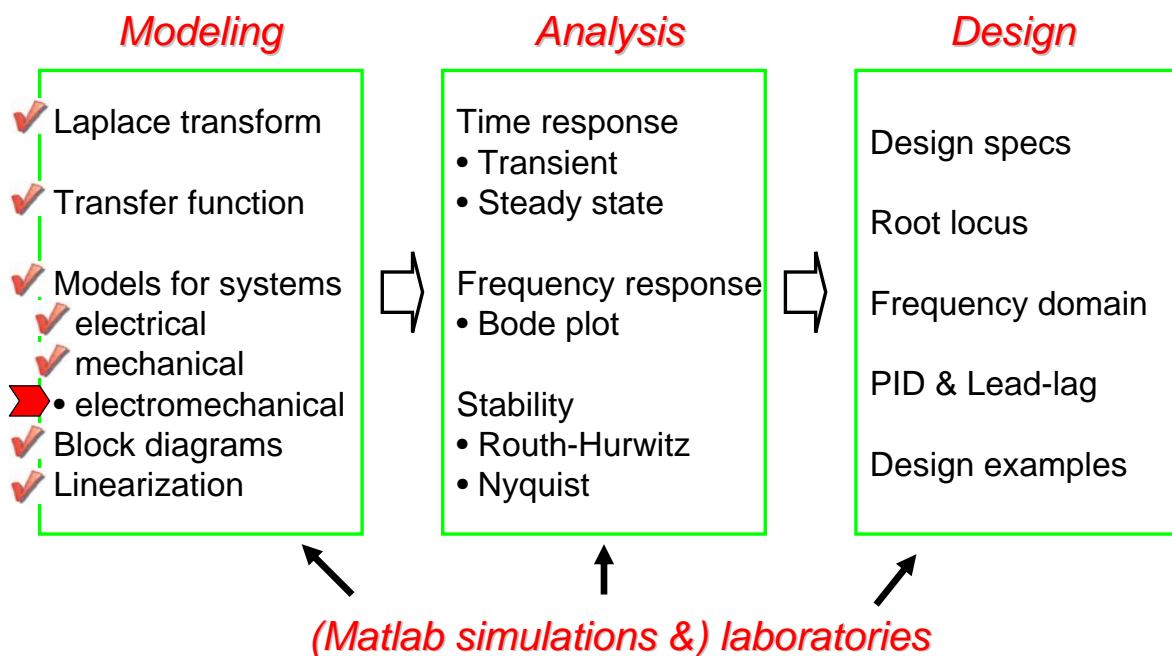 Modeling
Laplace transform
Transfer function
Models for systems
electrical
mechanical
• electromechanical
Block diagrams
Linearization
Analysis
Time response
• Transient
• Steady state
Frequency response
• Bode plot
Stability
• Routh-Hurwitz
• Nyquist
Design
Design specs
Root locus
Frequency domain
PID & Lead-lag
Design examples
(Matlab simulations &) laboratories